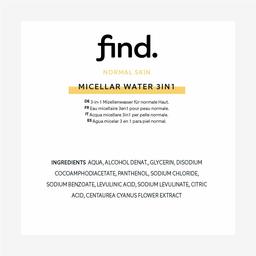 find.
NORMAL SKIN
MICELLAR WATER 3IN1
DE 3-in-1 Mizellenwasser für normale Haut.
FR Eau micellaire 3en1 pour peau normale.
IT Acqua micellare 3in1 per pelle normale.
ES Agua micelar 3 en 1 para piel normal.
INGREDIENTS AQUA, ALCOHOL DENAT., GLYCERIN, DISODIUM
COCOAMPHODIACETATE, PANTHENOL, SODIUM CHLORIDE,
SODIUM BENZOATE, LEVULINIC ACID, SODIUM LEVULINATE, CITRIC
ACID, CENTAUREA CYANUS FLOWER EXTRACT